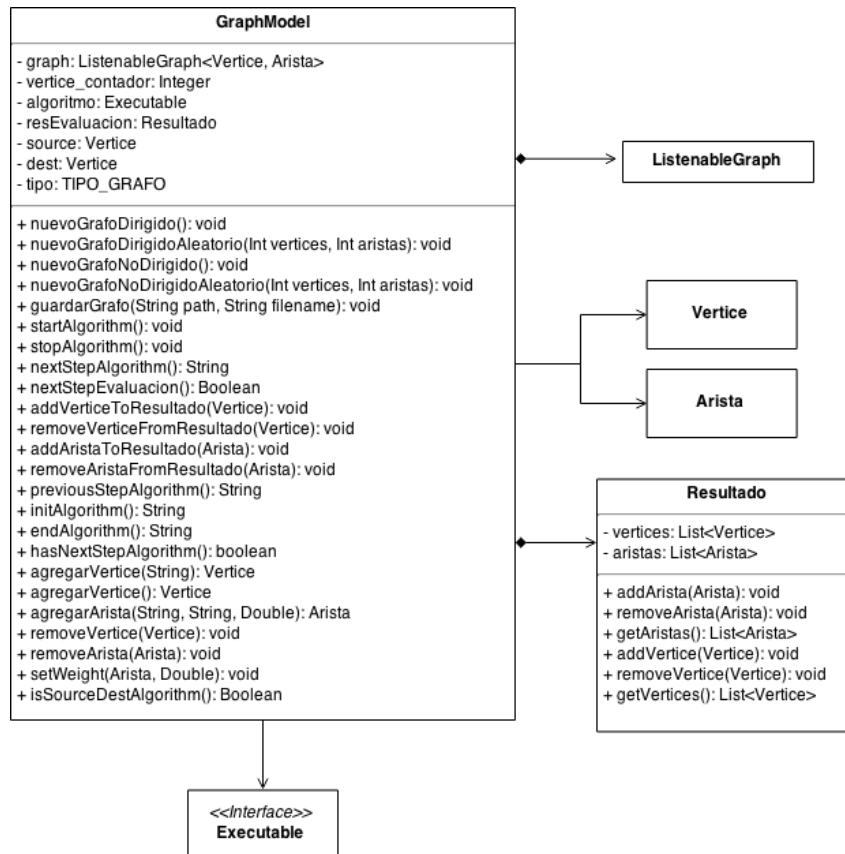 GraphModel
- graph: ListenableGraph<Vertice, Arista>
- vertice_contador: Integer
- algoritmo: Executable
- resEvaluacion: Resultado
- source: Vertice
- dest: Vertice
- tipo: TIPO_GRAFO
+ nuevoGrafoDirigido(): void
+ nuevoGrafoDirigidoAleatorio(Int vertices, Int aristas): void
+ nuevoGrafoNoDirigido(): void
+ nuevoGrafoNoDirigidoAleatorio(Int vertices, Int aristas): void
+ guardarGrafo(String path, String filename): void
+ startAlgorithm(): void
+ stopAlgorithm(): void
+ nextStepAlgorithm(): String
+ nextStepEvaluacion(): Boolean
+ addVerticeToResultado(Vertice): void
+ removeVerticeFromResultado(Vertice): void
+ addAristaToResultado(Arista): void
+ removeAristaFromResultado(Arista): void
+ previousStepAlgorithm(): String
+ initAlgorithm(): String
+ endAlgorithm(): String
+ hasNextStepAlgorithm(): boolean
+ agregarVertice(String): Vertice
+ agregarVertice(): Vertice
+ agregarArista(String, String, Double): Arista
+ removeVertice(Vertice): void
+ removeArista(Arista): void
+ setWeight(Arista, Double): void
+ isSourceDestAlgorithm(): Boolean
ListenableGraph
Vertice
Arista
Resultado
- vertices: List<Vertice>
- aristas: List<Arista>
+ addArista(Arista): void
+ removeArista(Arista): void
+ getAristas(): List<Arista>
+ addVertice(Vertice): void
+ removeVertice(Vertice): void
+ getVertices(): List<Vertice>
<<Interface>>
Executable